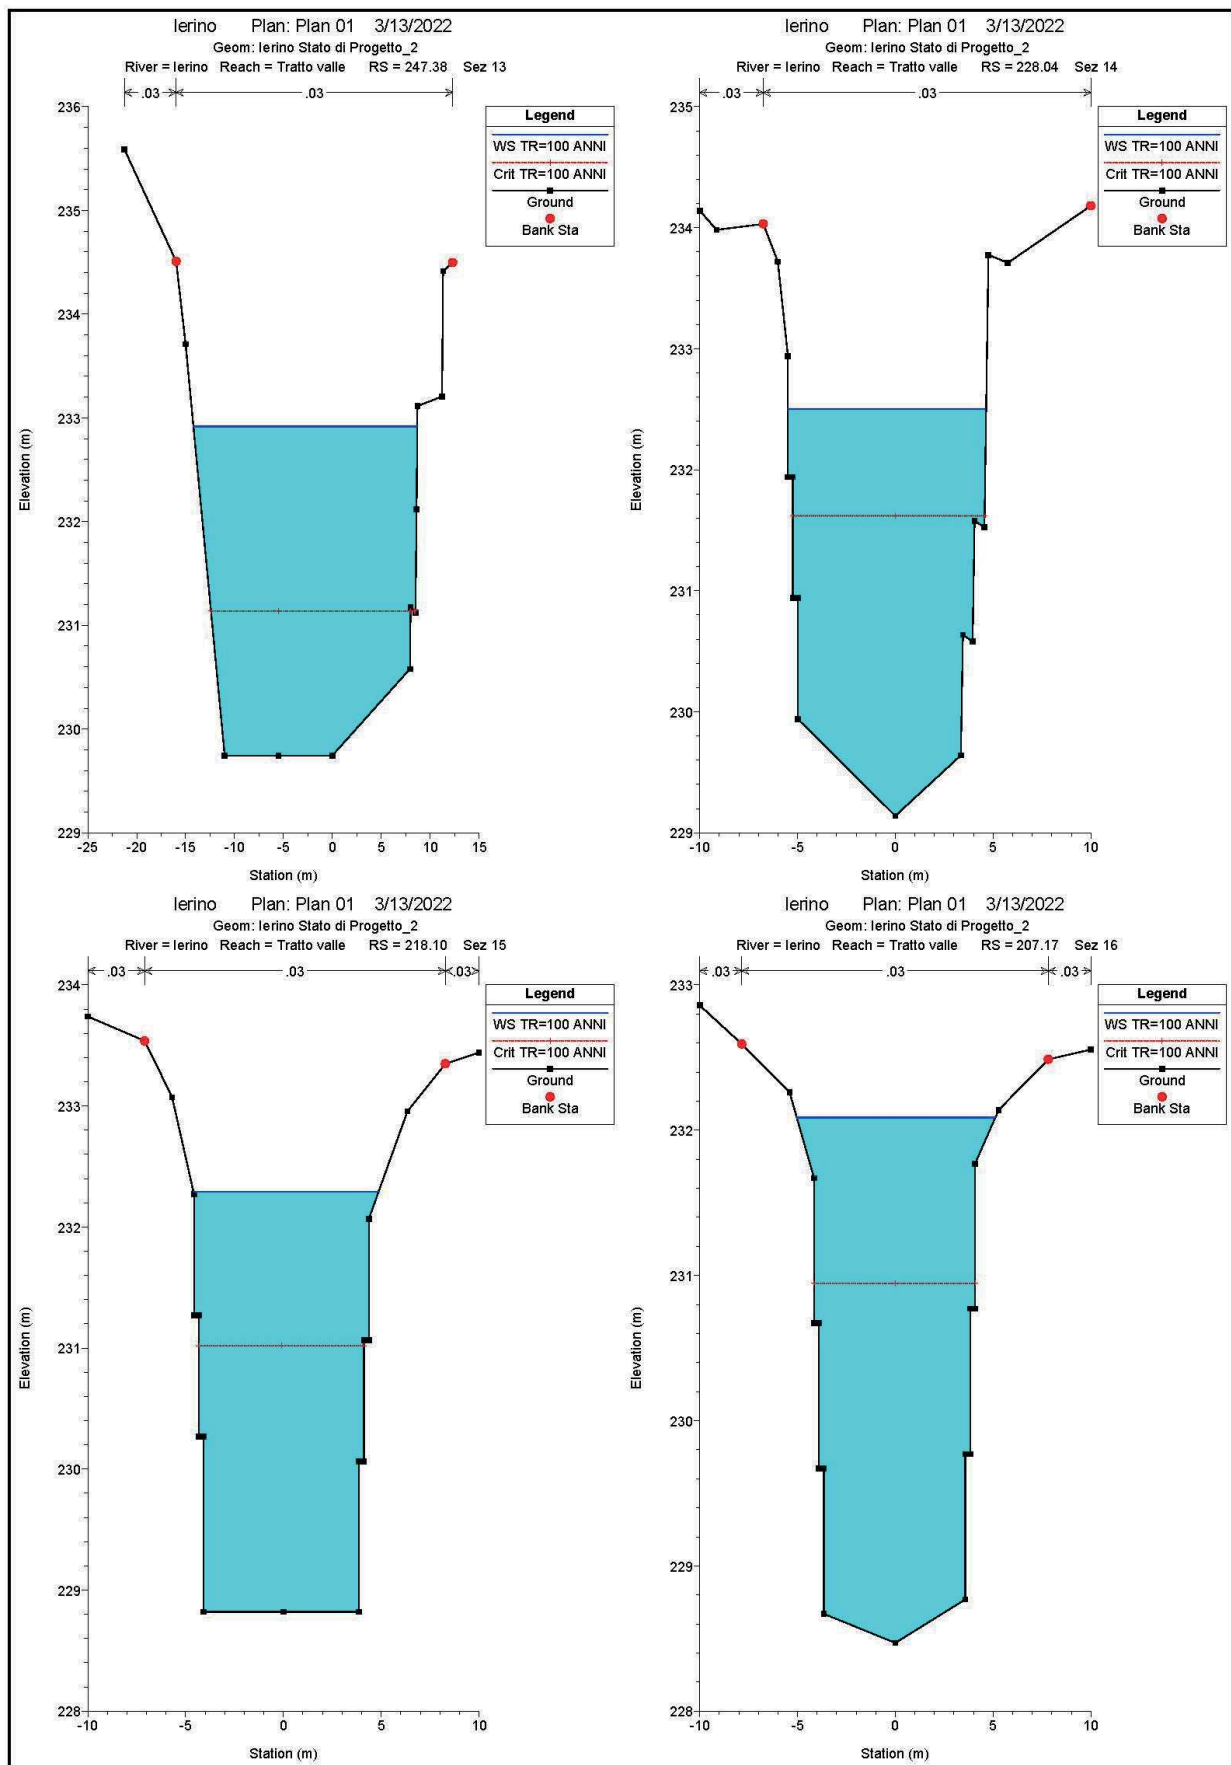 Ierino Plan: Plan 01 3/13/2022
Geom: Ierino Stato di Progetto_2
River = Ierino Reach = Tratto valle RS = 247.38 Sez 13
.03 .03
236
235
234
233
232
231
230
229
Elevation (m)
-25 -20 -15 -10 -5 0 5 10 15
Station (m)
Legend
WS TR=100 ANNI
Crit TR=100 ANNI
Ground
Bank Sta
Ierino Plan: Plan 01 3/13/2022
Geom: Ierino Stato di Progetto_2
River = Ierino Reach = Tratto valle RS = 228.04 Sez 14
.03 .03
235
234
233
232
231
230
229
Elevation (m)
-10 -5 0 5 10
Station (m)
Legend
WS TR=100 ANNI
Crit TR=100 ANNI
Ground
Bank Sta
Ierino Plan: Plan 01 3/13/2022
Geom: Ierino Stato di Progetto_2
River = Ierino Reach = Tratto valle RS = 218.10 Sez 15
.03 .03 .03
234
233
232
231
230
229
228
Elevation (m)
-10 -5 0 5 10
Station (m)
Legend
WS TR=100 ANNI
Crit TR=100 ANNI
Ground
Bank Sta
Ierino Plan: Plan 01 3/13/2022
Geom: Ierino Stato di Progetto_2
River = Ierino Reach = Tratto valle RS = 207.17 Sez 16
.03 .03 .03
233
232
231
230
229
228
Elevation (m)
-10 -5 0 5 10
Station (m)
Legend
WS TR=100 ANNI
Crit TR=100 ANNI
Ground
Bank Sta